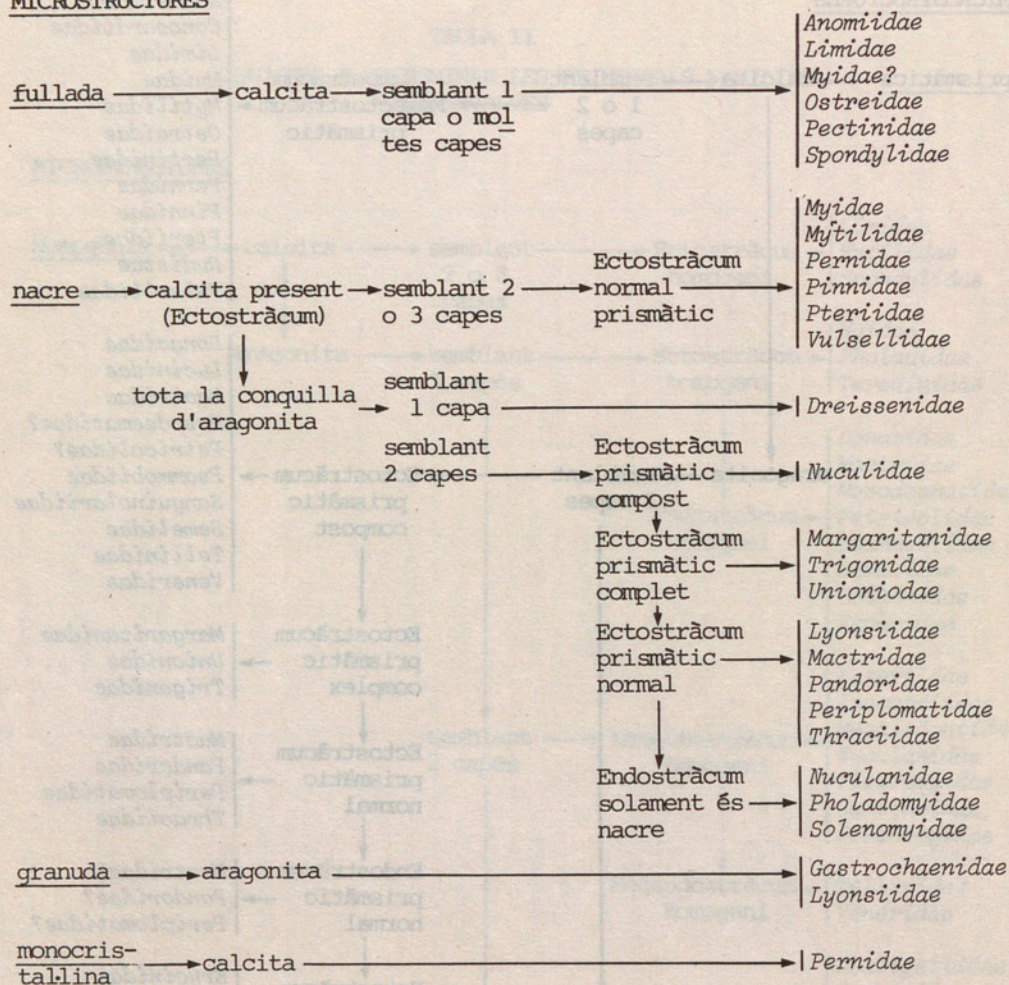 MICROSTRUCTURES
fullada calcita semblant 1
capa o mol
tes capes
Anomiidae
Limidae
Myidae?
Ostreidae
Pectinidae
Spondylidae
nacre calcita present
(Ectostràcum)
semblant 2
o 3 capes
Ectostràcum
normal
prismàtic
Myidae
Mytilidae
Pernidae
Pinnidae
Pteriidae
Vulsellidae
tota la conquilla
d'aragonita
semblant
1 capa
Dreissenidae
semblant
2 capes
Ectostràcum
prismàtic
compost
Nuculidae
Ectostràcum
prismàtic
complet
Margaritanidae
Trigonidae
Unioniodae
Ectostràcum
prismàtic
normal
Lyonsiidae
Mactridae
Pandoridae
Periplomatidae
Thraciidae
Endostràcum
solament és
nacre
Nuculanidae
Pholadomyidae
Solenomyidae
granuda aragonita
Gastrochaenidae
Lyonsiidae
monocris-
tal·lina
calcita
Pernidae